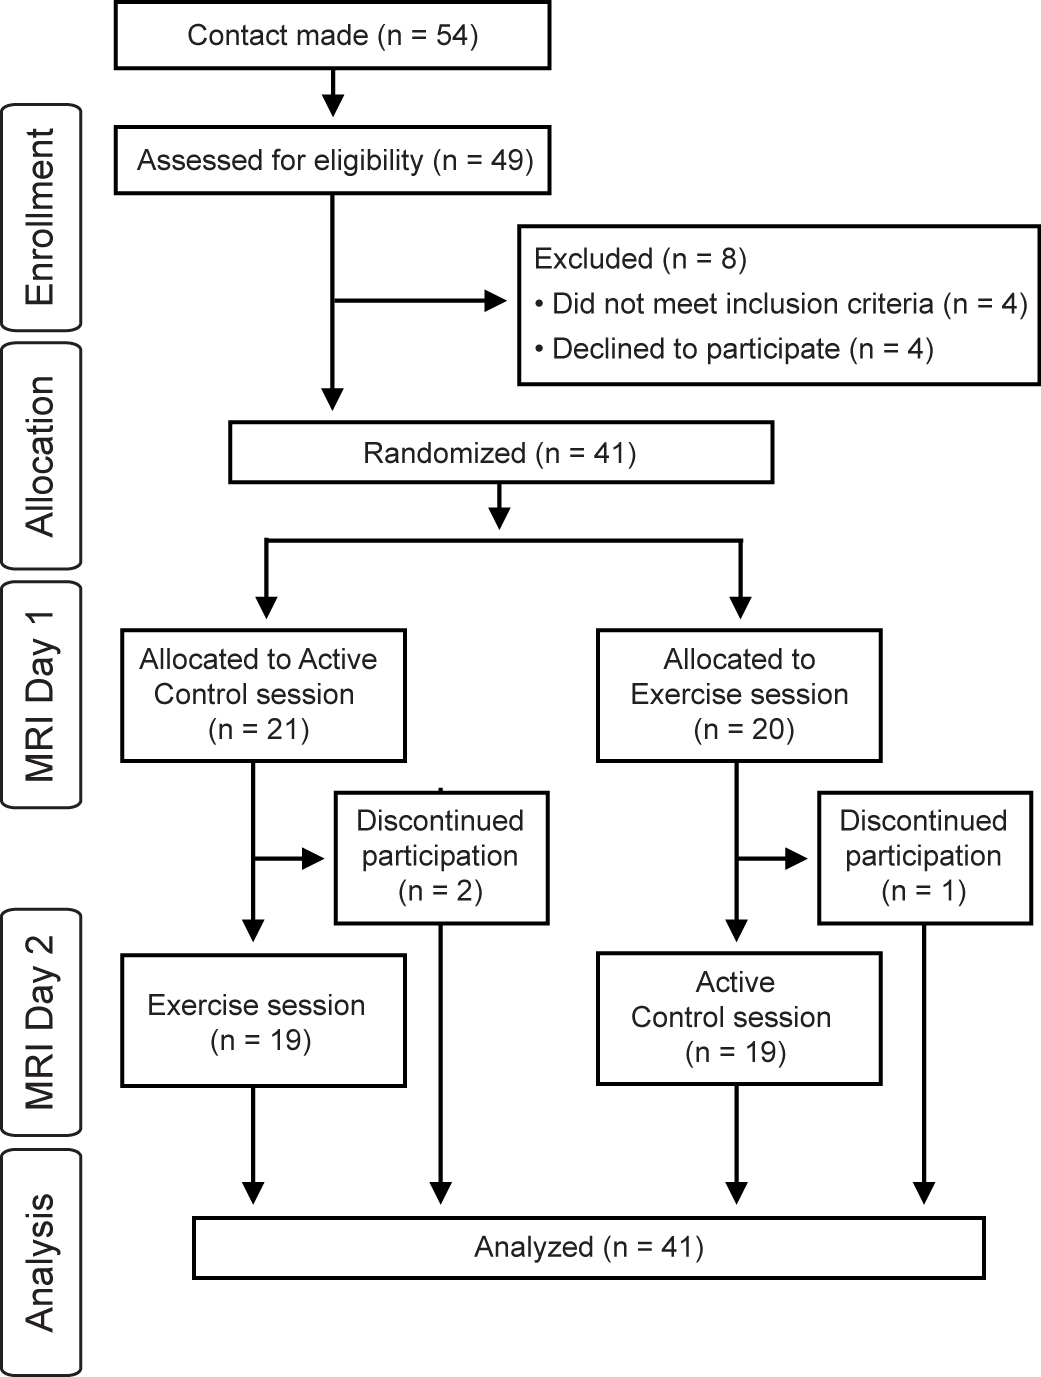 Contact made (n = 54)
Enrollment
Assessed for eligibility (n = 49)
Excluded (n = 8)
• Did not meet inclusion criteria (n = 4)
• Declined to participate (n = 4)
Allocation
Randomized (n = 41)
MRI Day 1
Allocated to Active
Control session
(n = 21)
Allocated to
Exercise session
(n = 20)
Discontinued
participation
(n = 2)
Discontinued
participation
(n = 1)
MRI Day 2
Exercise session
(n = 19)
Active
Control session
(n = 19)
Analysis
Analyzed (n = 41)